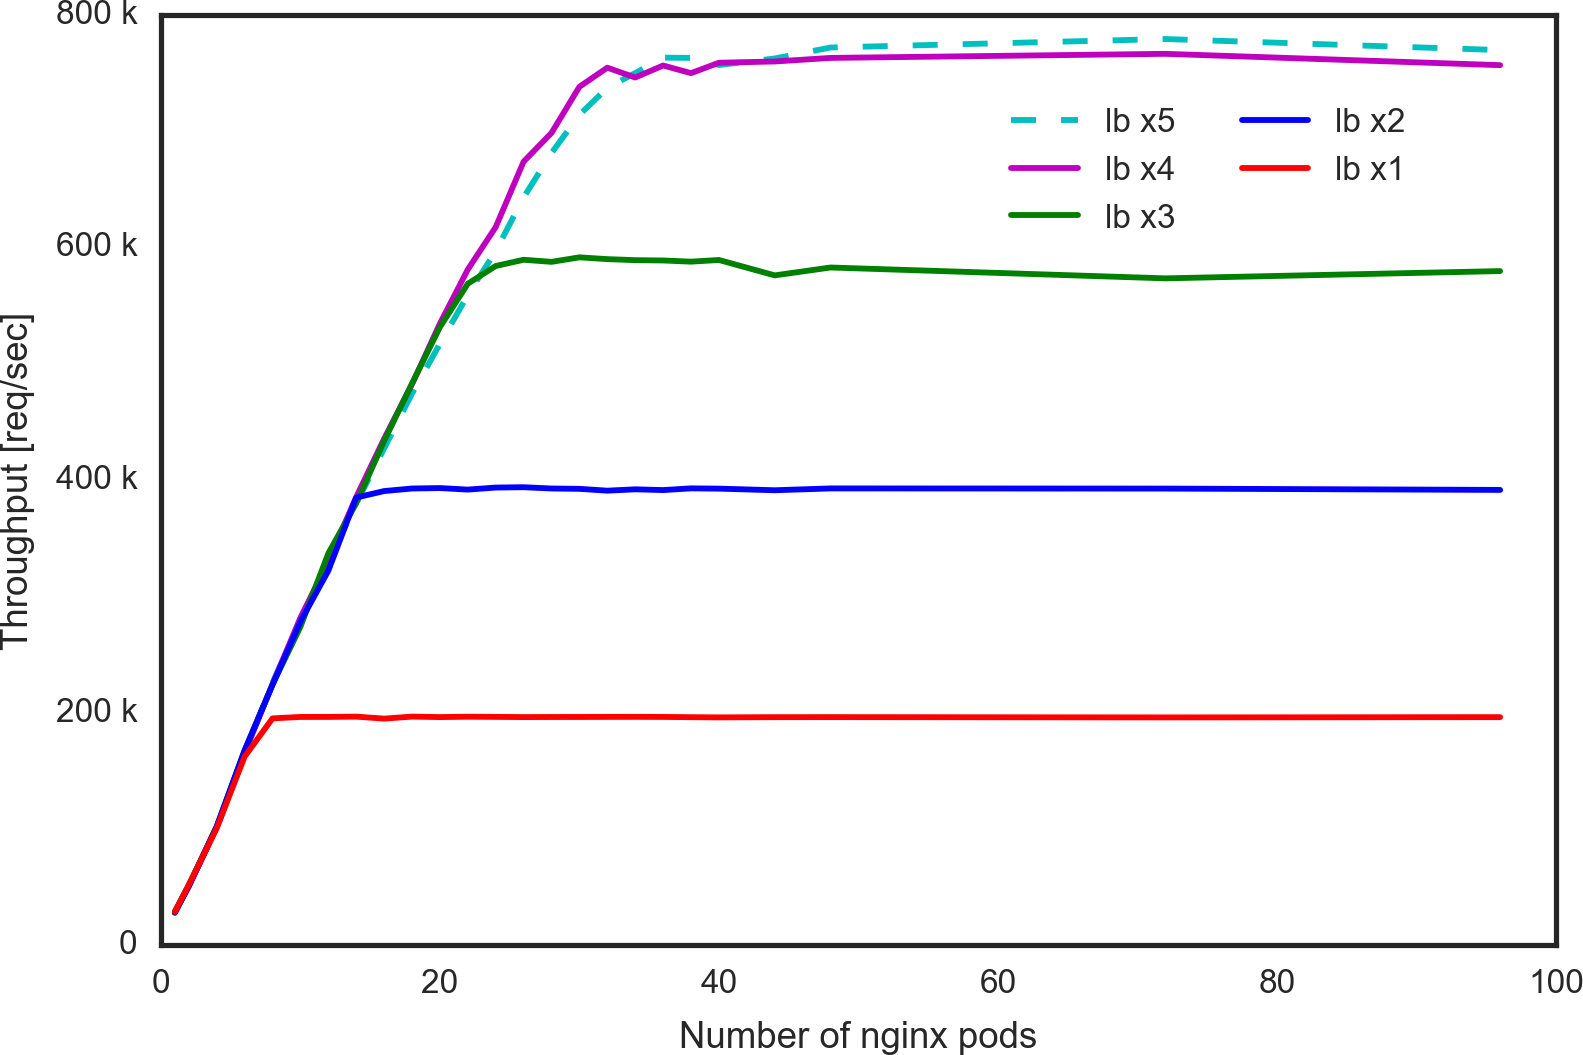 800 k
600 k
400 k
200 k
0
Throughput [req/sec]
lb x5
lb x4
lb x3
lb x2
lb x1
0 20 40 60 80 100
Number of nginx pods